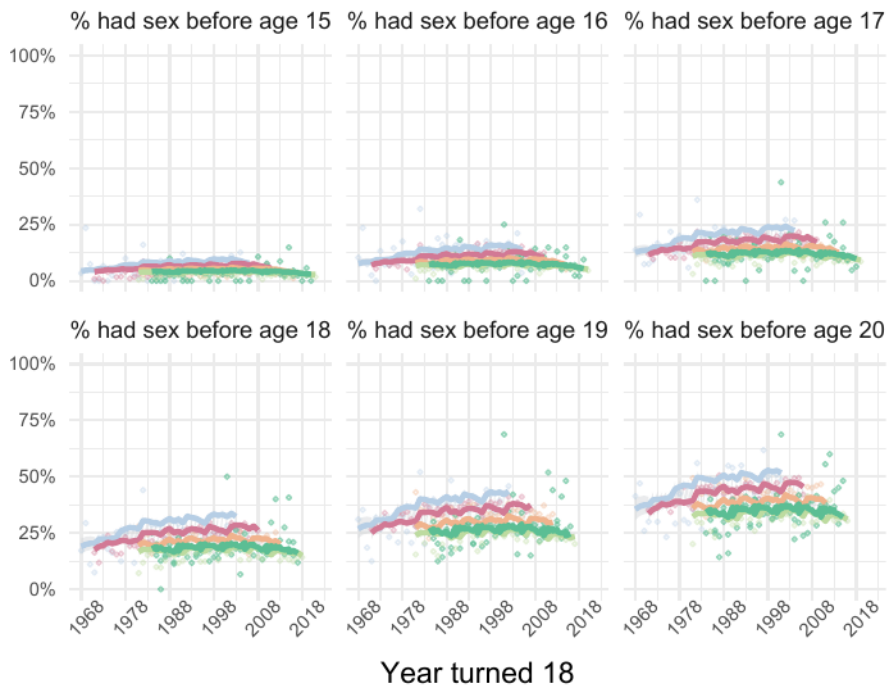 % had sex before age 15
% had sex before age 16
% had sex before age 17
100%
75%
50%
25%
0%
% had sex before age 18
% had sex before age 19
% had sex before age 20
100%
75%
50%
25%
0%
1968 1978 1988 1998 2008 2018
1968 1978 1988 1998 2008 2018
1968 1978 1988 1998 2008 2018
Year turned 18